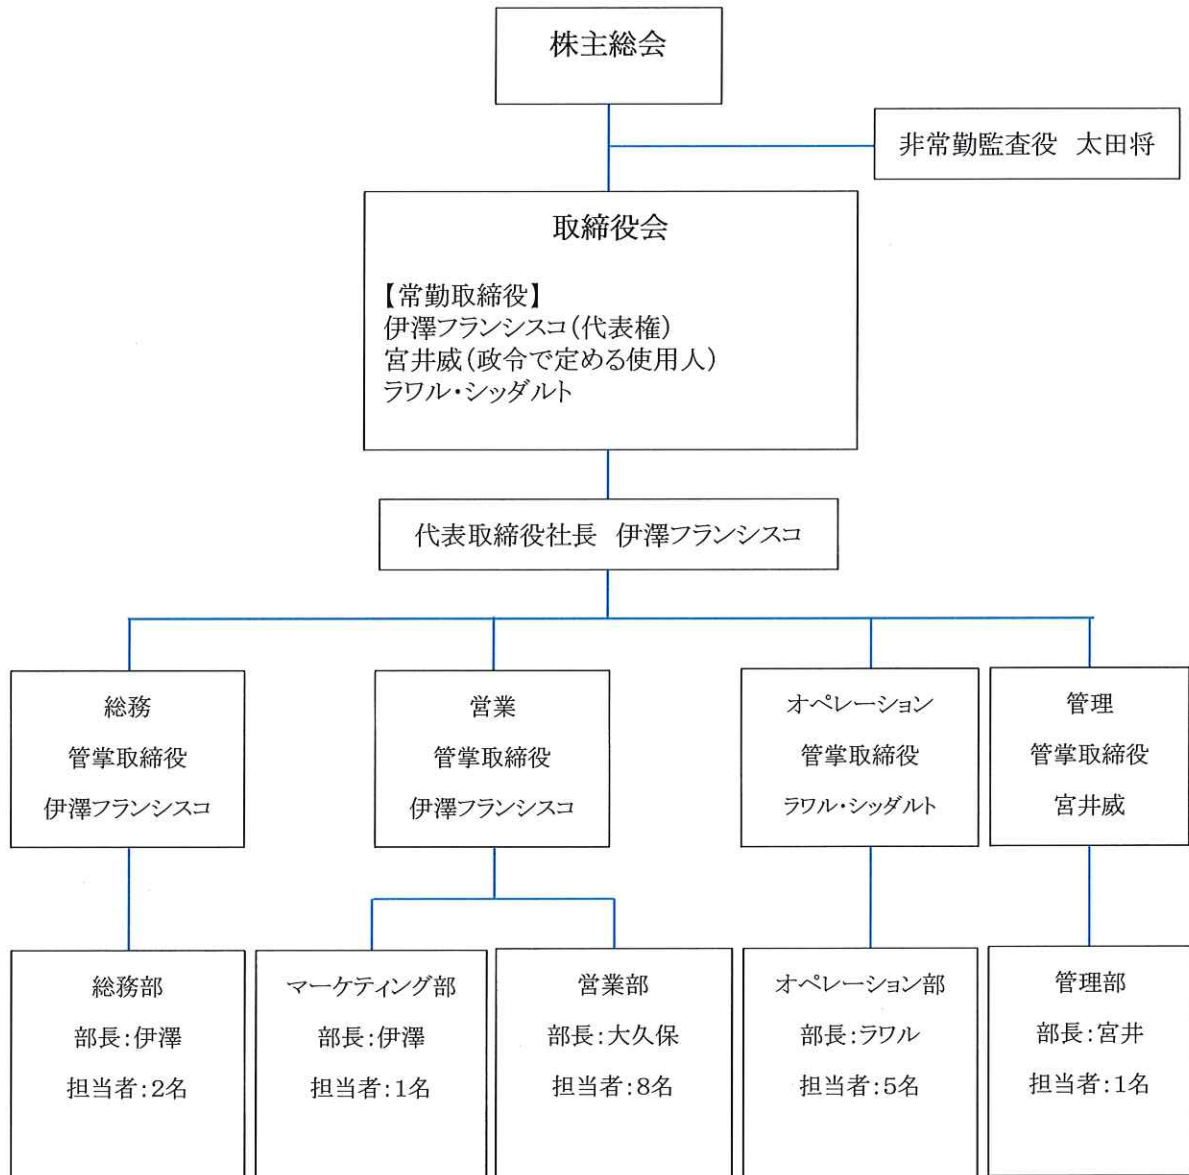 株主総会
非常勤監査役　太田将
取締役会
【常勤取締役】
伊澤フランシスコ(代表権)
宮井威(政令で定める使用人)
ラワル・シッダルト
代表取締役社長　伊澤フランシスコ
総務
管掌取締役
伊澤フランシスコ
営業
管掌取締役
伊澤フランシスコ
オペレーション
管掌取締役
ラワル・シッダルト
管理
管掌取締役
宮井威
総務部
部長:伊澤
担当者:2名
マーケティング部
部長:伊澤
担当者:1名
営業部
部長:大久保
担当者:8名
オペレーション部
部長:ラワル
担当者:5名
管理部
部長:宮井
担当者:1名